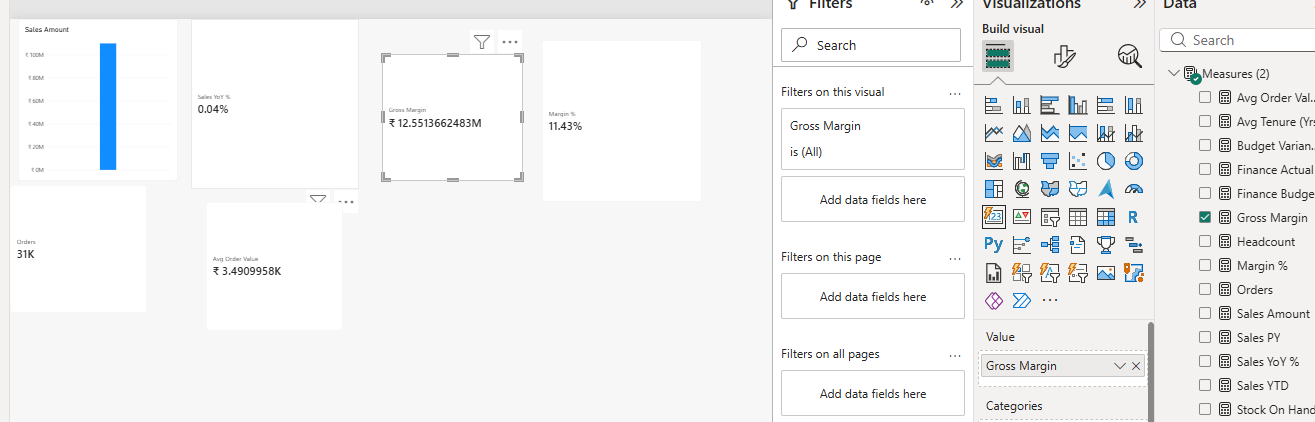 Filters
Visualizations
Data
Build visual
Search
Search
Sales Amount
₹ 100M
₹ 80M
₹ 60M
₹ 40M
₹ 20M
₹ 0M
Sales YoY %
0.04%
Gross Margin
₹ 12.5513662483M
Margin %
11.43%
Orders
31K
Avg Order Value
₹ 3.4909958K
Filters on this visual
Gross Margin
is (All)
Add data fields here
Filters on this page
Add data fields here
Filters on all pages
Add data fields here
R
Py
123
Value
Gross Margin
Categories
Measures (2)
Avg Order Val...
Avg Tenure (Yrs
Budget Varian...
Finance Actual
Finance Budge
Gross Margin
Headcount
Margin %
Orders
Sales Amount
Sales PY
Sales YoY %
Sales YTD
Stock On Hand